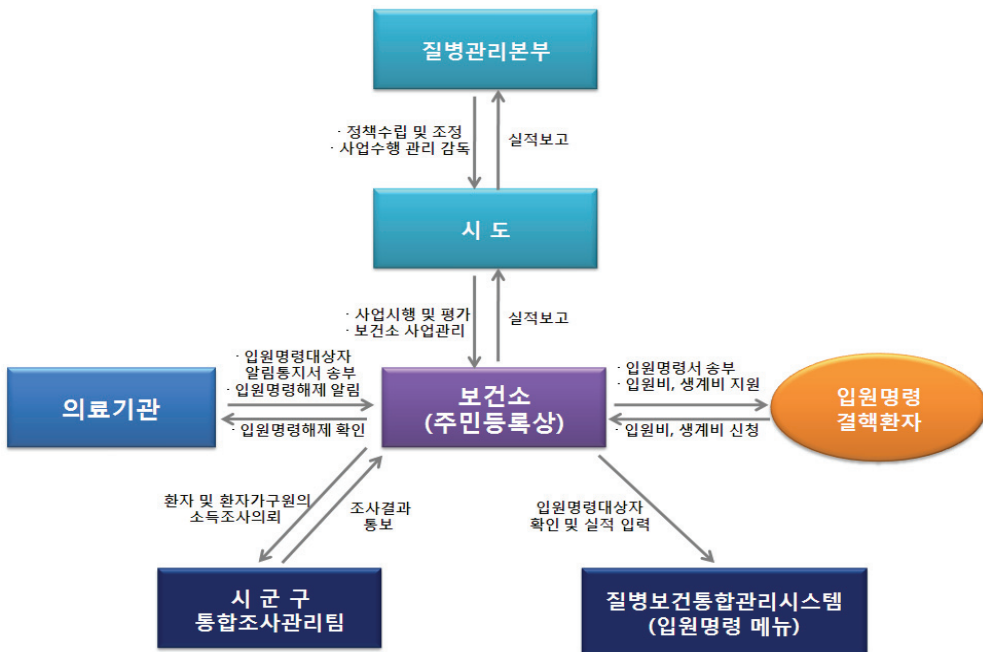 질병관리본부
· 정책수립 및 조정
· 사업수행 관리 감독
실적보고
시 도
· 사업시행 및 평가
· 보건소 사업관리
실적보고
· 입원명령대상자
알림통지서 송부
· 입원명령해제 알림
의료기관
· 입원명령해제 확인
보건소
(주민등록상)
· 입원명령서 송부
· 입원비, 생계비 지원
· 입원비, 생계비 신청
입원명령
결핵환자
환자 및 환자가구원의
소득조사의뢰
조사결과
통보
입원명령대상자
확인 및 실적 입력
시 군 구
통합조사관리팀
질병보건통합관리시스템
(입원명령 메뉴)